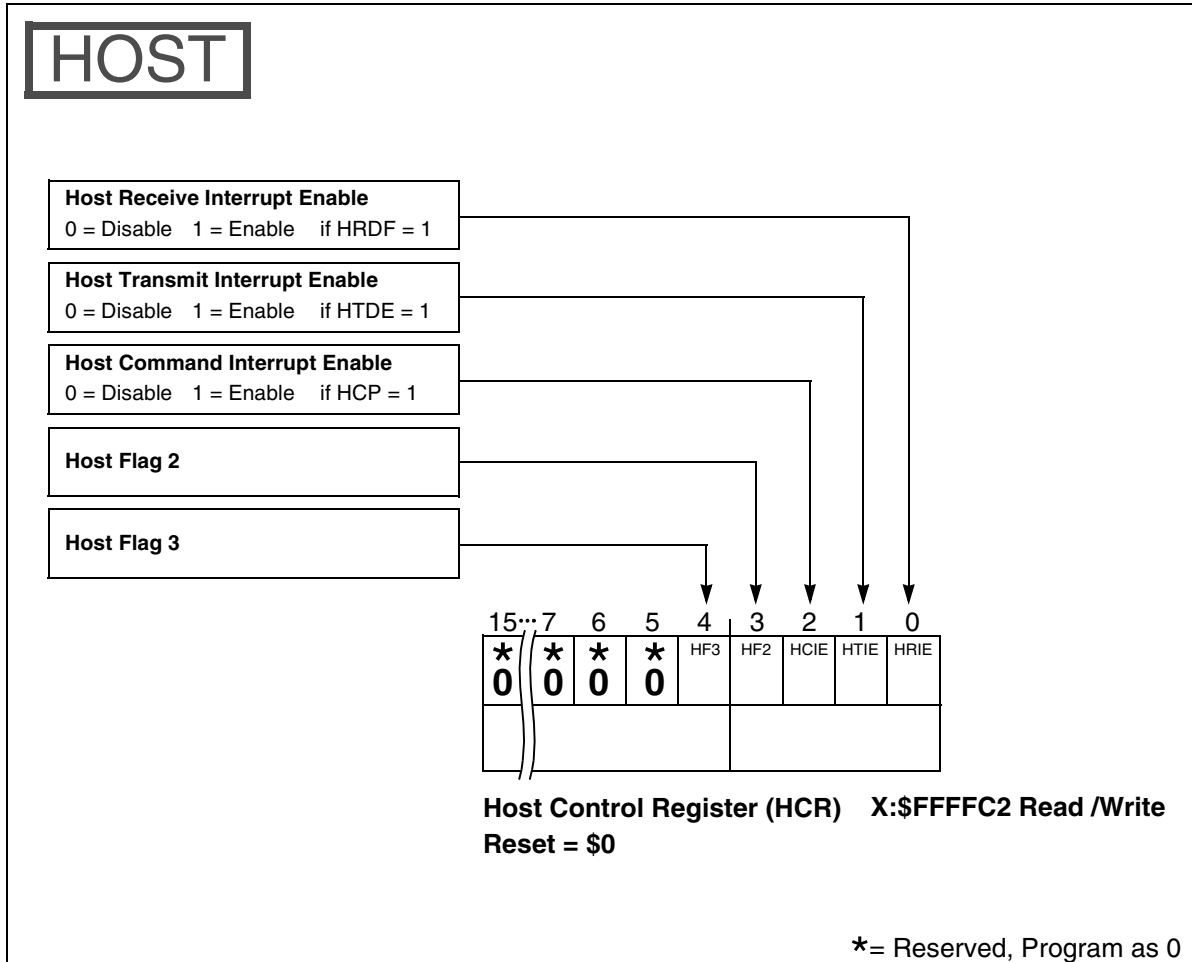 HOST
Host Receive Interrupt Enable
0 = Disable 1 = Enable if HRDF = 1
Host Transmit Interrupt Enable
0 = Disable 1 = Enable if HTDE = 1
Host Command Interrupt Enable
0 = Disable 1 = Enable if HCP = 1
Host Flag 2
Host Flag 3
15··· 7 6 5 4 3 2 1 0
* * * * HF3 HF2 HCIE HTIE HRIE
0 0 0 0
Host Control Register (HCR) X:$FFFFC2 Read /Write
Reset = $0
*= Reserved, Program as 0